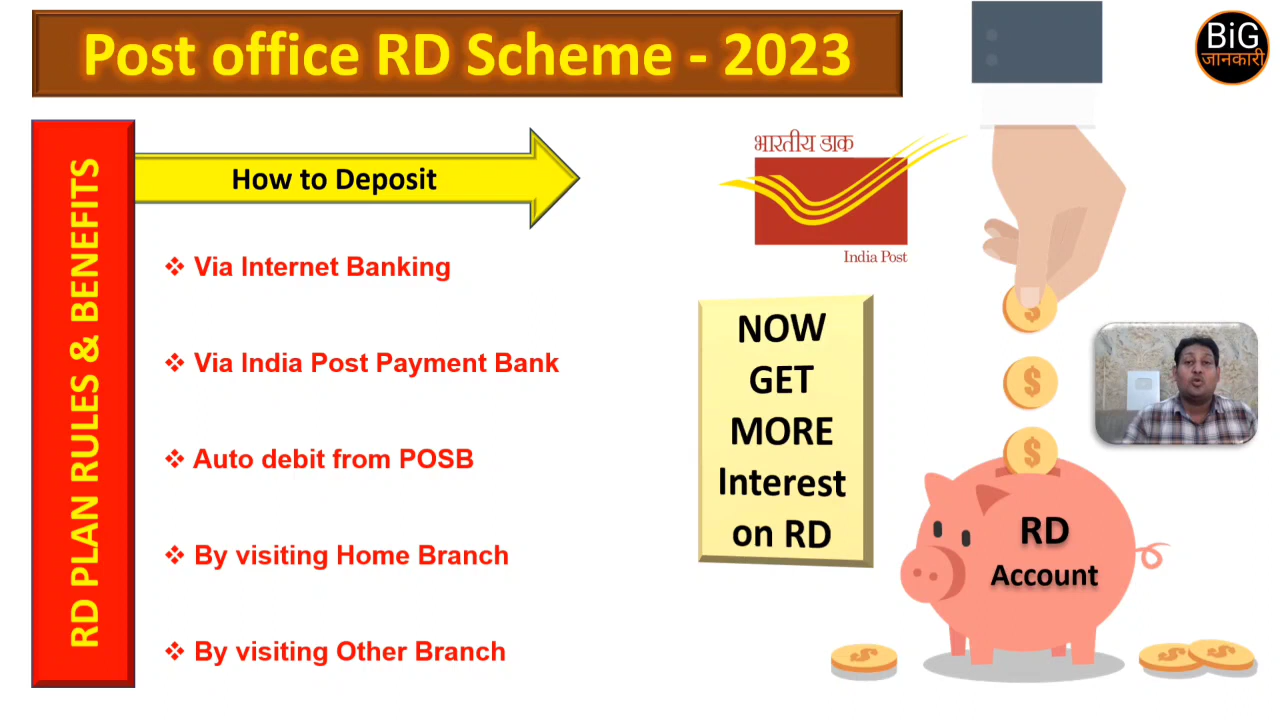 Post office RD Scheme - 2023
BiG
जानकारी
RD PLAN RULES & BENEFITS
How to Deposit
❖ Via Internet Banking
❖ Via India Post Payment Bank
❖ Auto debit from POSB
❖ By visiting Home Branch
❖ By visiting Other Branch
भारतीय डाक
India Post
NOW
GET
MORE
Interest
on RD
$
$
$
RD
Account
$
$
$